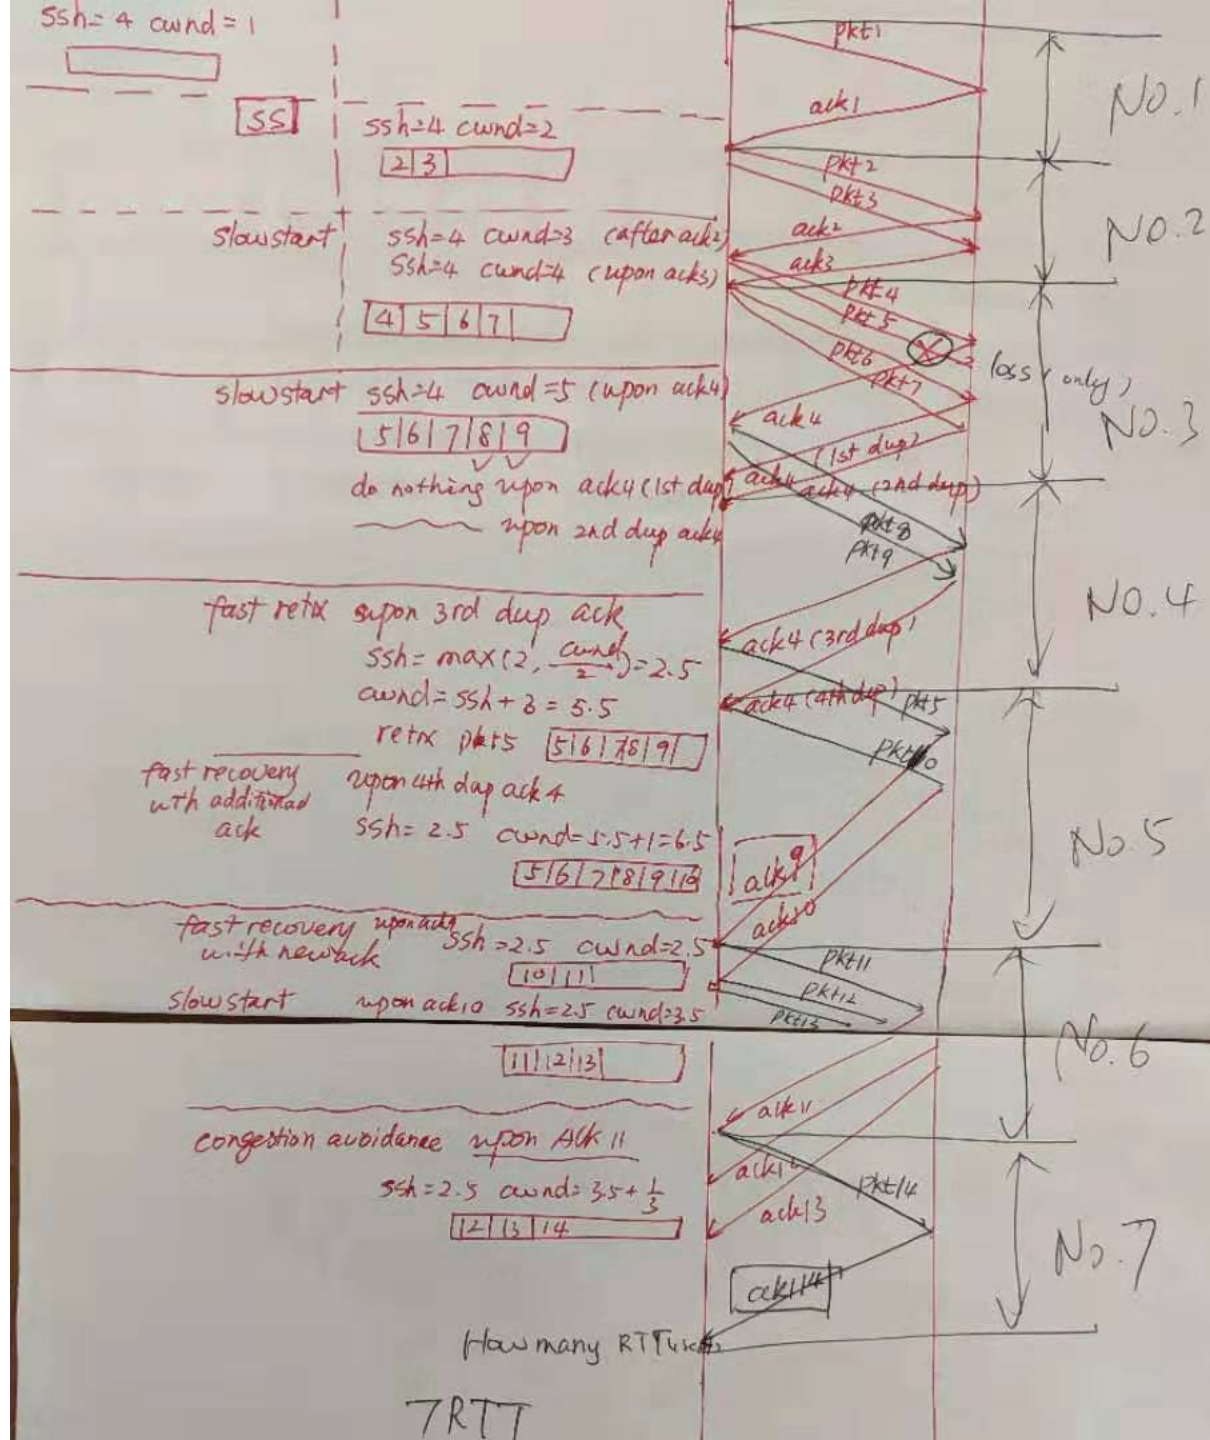 ssh=4 cwnd=1
pkt1
No.1
ack1
SS
ssh=4 cwnd=2
2 3
pkt2
pkt3
No.2
slowstart ssh=4 cwnd=3 (after ack2)
ack2
ssh=4 cwnd=4 (upon ack3)
ack3
pkt4
pkt5
4 5 6 7
pkt6
pkt7
loss (only)
slowstart ssh=4 cwnd=5 (upon ack4)
ack4
No.3
5 6 7 8 9
(1st dup)
do nothing upon ack4 (1st dup)
ack4
ack4 (2nd dup)
upon 2nd dup ack4
pkt8
pkt9
fast retx upon 3rd dup ack
No.4
ssh= max(2, cwnd/2)=2.5
ack4 (3rd dup)
cwnd=ssh+3=5.5
ack4 (4th dup)
pkt5
retx pkt5 5 6 7 8 9
pkt10
fast recovery
with additional
ack
upon 4th dup ack4
ssh=2.5 cwnd=5.5+1=6.5
No.5
5 6 7 8 9 10
ack9
fast recovery upon ack9
with newack
ssh=2.5 cwnd=2.5
ack10
10 11
pkt11
slowstart upon ack10 ssh=2.5 cwnd=3.5
pkt12
pkt13
No.6
11 12 13
ack11
congestion avoidance upon Ack11
ssh=2.5 cwnd=3.5+1/3
ack12
pkt14
12 13 14
ack13
No.7
ack14
How many RTT
7RTT